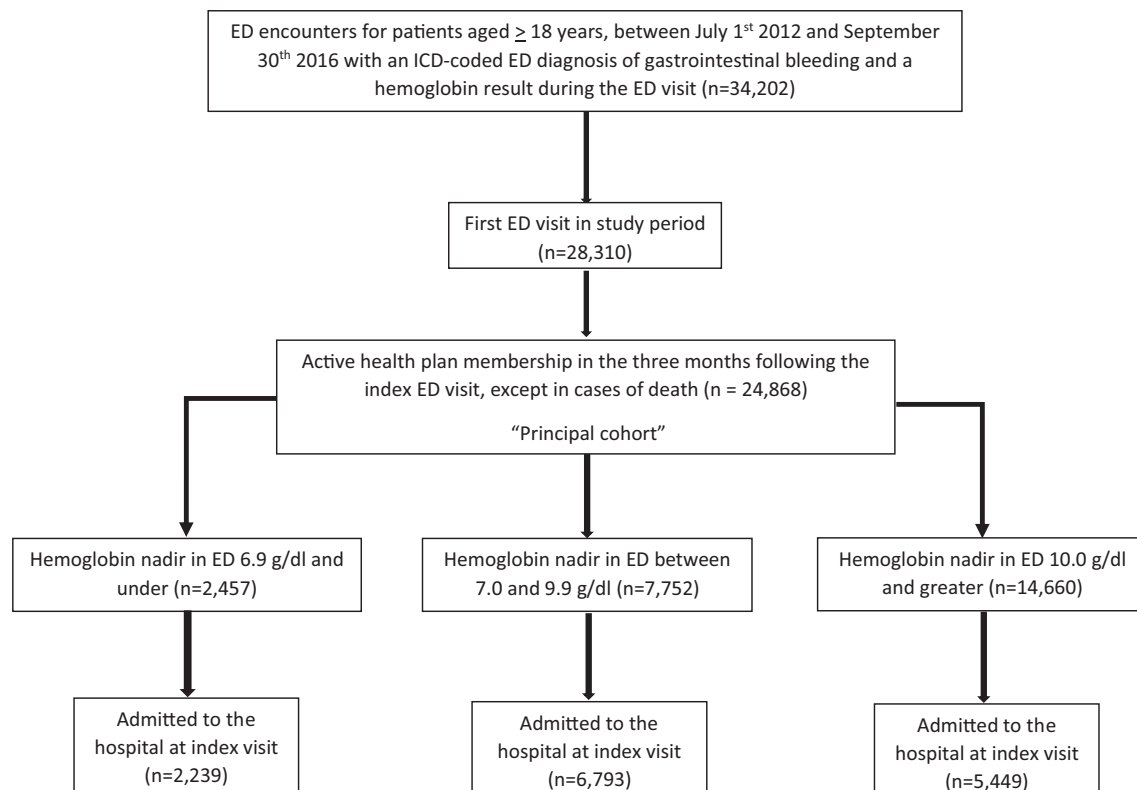 ED encounters for patients aged > 18 years, between July 1st 2012 and September
30th 2016 with an ICD-coded ED diagnosis of gastrointestinal bleeding and a
hemoglobin result during the ED visit (n=34,202)
First ED visit in study period
(n=28,310)
Active health plan membership in the three months following the
index ED visit, except in cases of death (n = 24,868)
“Principal cohort”
Hemoglobin nadir in ED 6.9 g/dl and
under (n=2,457)
Hemoglobin nadir in ED between
7.0 and 9.9 g/dl (n=7,752)
Hemoglobin nadir in ED 10.0 g/dl
and greater (n=14,660)
Admitted to the
hospital at index visit
(n=2,239)
Admitted to the
hospital at index visit
(n=6,793)
Admitted to the
hospital at index visit
(n=5,449)